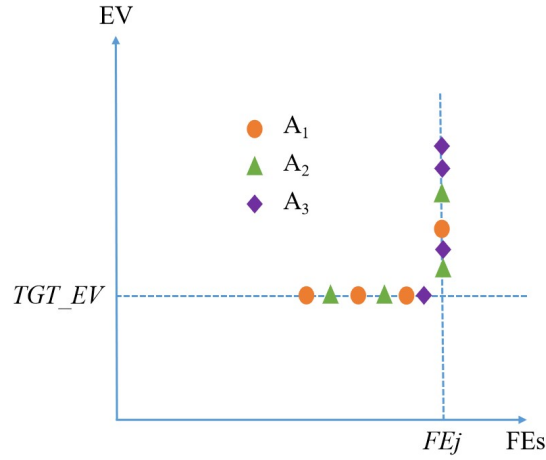 EV
A₁
A₂
A₃
TGT_EV
FEj
FEs